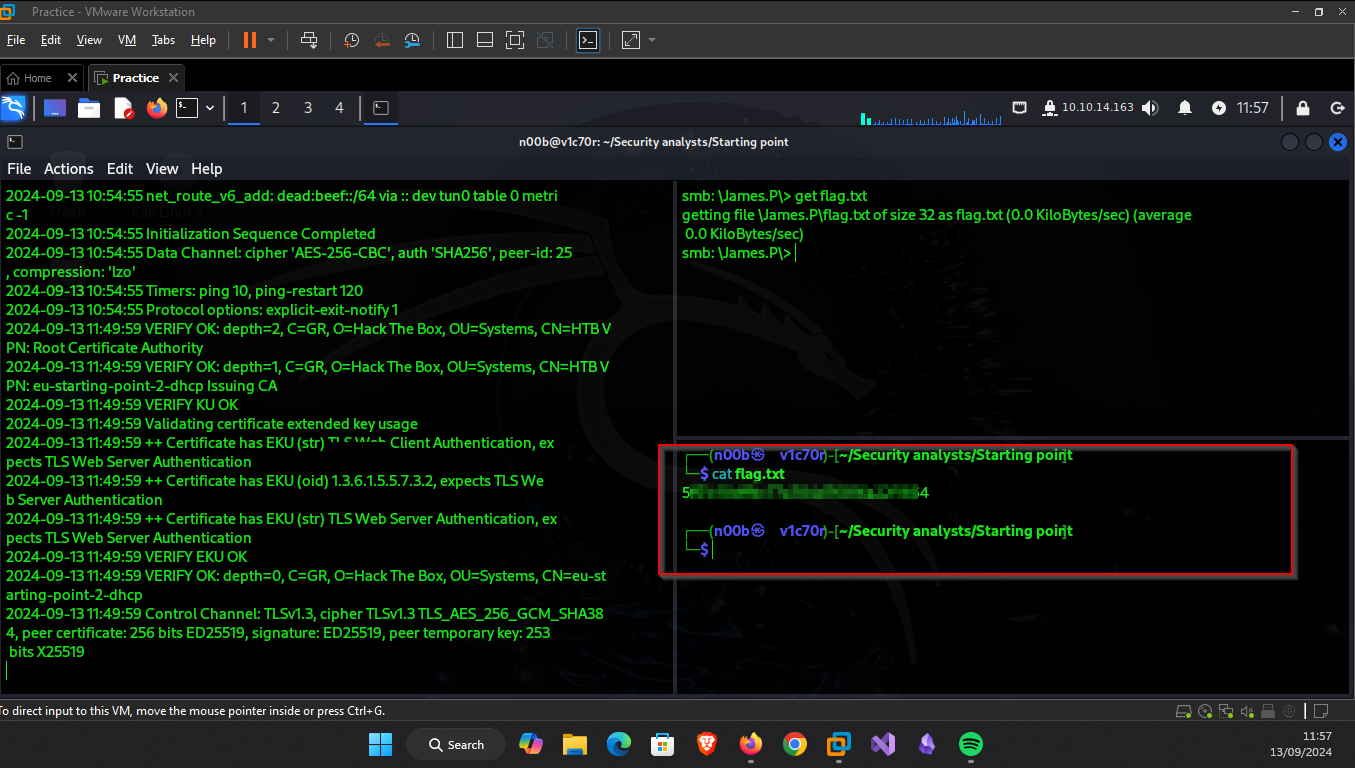 Practice - VMware Workstation
File Edit View VM Tabs Help
Home
Practice
1 2 3 4
10.10.14.163
11:57
n00b@v1c70r: ~/Security analysts/Starting point
File Actions Edit View Help
2024-09-13 10:54:55 net_route_v6_add: dead:beef::/64 via :: dev tun0 table 0 metri
c -1
2024-09-13 10:54:55 Initialization Sequence Completed
2024-09-13 10:54:55 Data Channel: cipher 'AES-256-CBC', auth 'SHA256', peer-id: 25
, compression: 'lzo'
2024-09-13 10:54:55 Timers: ping 10, ping-restart 120
2024-09-13 10:54:55 Protocol options: explicit-exit-notify 1
2024-09-13 11:49:59 VERIFY OK: depth=2, C=GR, O=Hack The Box, OU=Systems, CN=HTB V
PN: Root Certificate Authority
2024-09-13 11:49:59 VERIFY OK: depth=1, C=GR, O=Hack The Box, OU=Systems, CN=HTB V
PN: eu-starting-point-2-dhcp Issuing CA
2024-09-13 11:49:59 VERIFY KU OK
2024-09-13 11:49:59 Validating certificate extended key usage
2024-09-13 11:49:59 ++ Certificate has EKU (str) TLS Web Client Authentication, ex
pects TLS Web Server Authentication
2024-09-13 11:49:59 ++ Certificate has EKU (oid) 1.3.6.1.5.5.7.3.2, expects TLS We
b Server Authentication
2024-09-13 11:49:59 ++ Certificate has EKU (str) TLS Web Server Authentication, ex
pects TLS Web Server Authentication
2024-09-13 11:49:59 VERIFY EKU OK
2024-09-13 11:49:59 VERIFY OK: depth=0, C=GR, O=Hack The Box, OU=Systems, CN=eu-st
arting-point-2-dhcp
2024-09-13 11:49:59 Control Channel: TLSv1.3, cipher TLSv1.3 TLS_AES_256_GCM_SHA38
4, peer certificate: 256 bits ED25519, signature: ED25519, peer temporary key: 253
bits X25519
smb: \James.P\> get flag.txt
getting file \James.P\flag.txt of size 32 as flag.txt (0.0 KiloBytes/sec) (average
0.0 KiloBytes/sec)
smb: \James.P\>
┌──(n00b㉿ v1c70r)-[~/Security analysts/Starting point]
└─$ cat flag.txt
┌──(n00b㉿ v1c70r)-[~/Security analysts/Starting point]
└─$
To direct input to this VM, move the mouse pointer inside or press Ctrl+G.
Search
11:57
13/09/2024